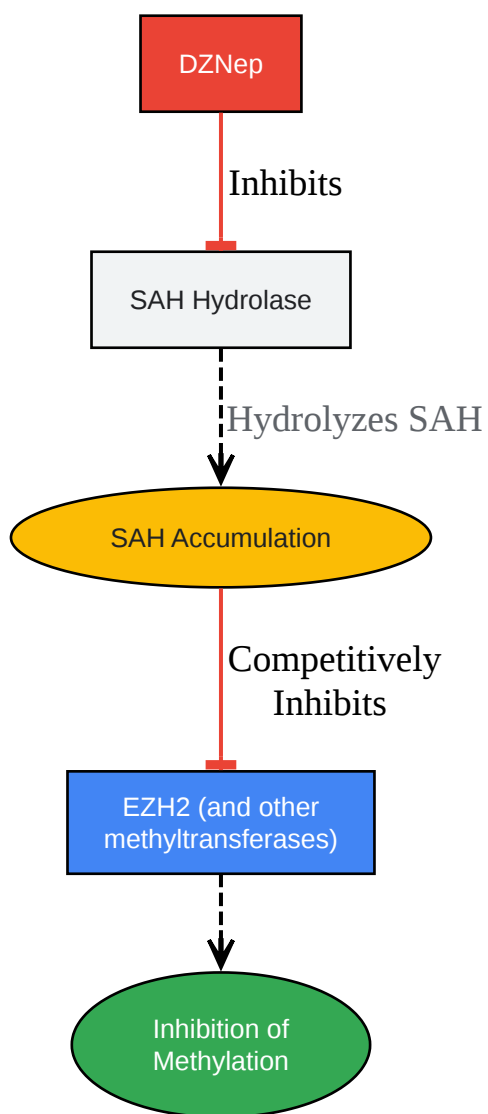 DZNep
Inhibits
SAH Hydrolase
Hydrolyzes SAH
SAH Accumulation
Competitively
Inhibits
EZH2 (and other
methyltransferases)
Inhibition of
Methylation